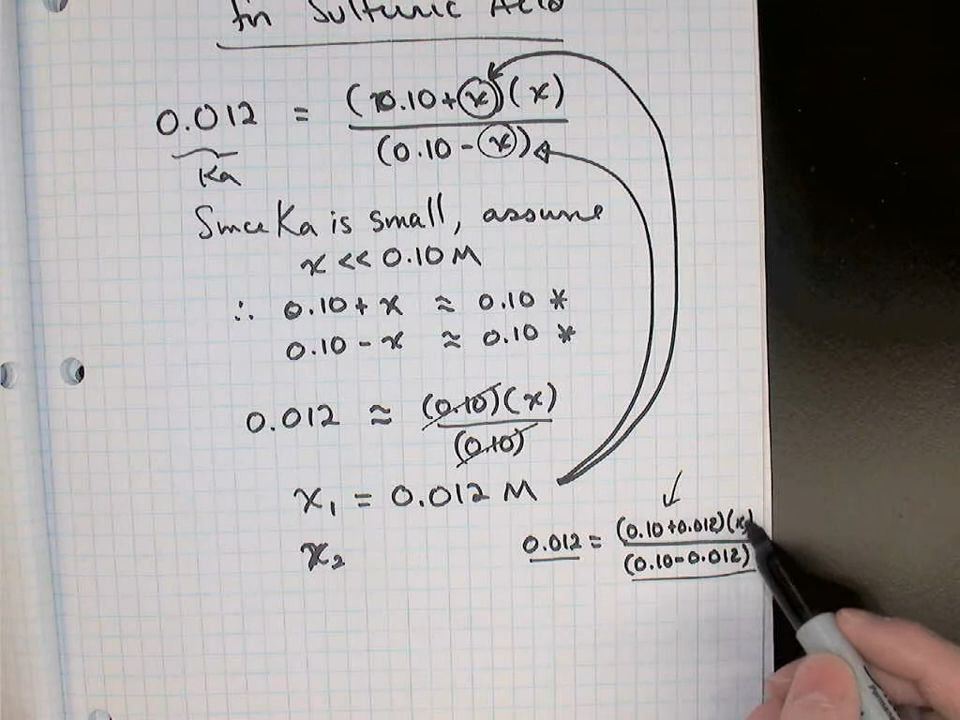 for Sulfuric Acid
0.012 = (0.10+x)(x)
(0.10-x)
Ka
Since Ka is small, assume
x << 0.10 M
∴ 0.10 + x ≈ 0.10 *
0.10 - x ≈ 0.10 *
0.012 ≈ (0.10)(x)
(0.10)
x₁ = 0.012 M
x₂
0.012 = (0.10+0.012)(x)
(0.10-0.012)